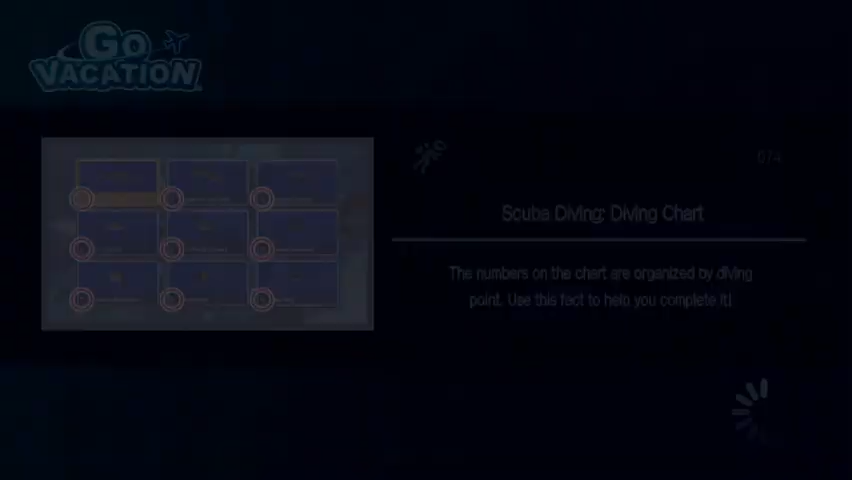 Go
VACATION
074
Scuba Diving: Diving Chart
The numbers on the chart are organized by diving
point. Use this fact to help you complete it!